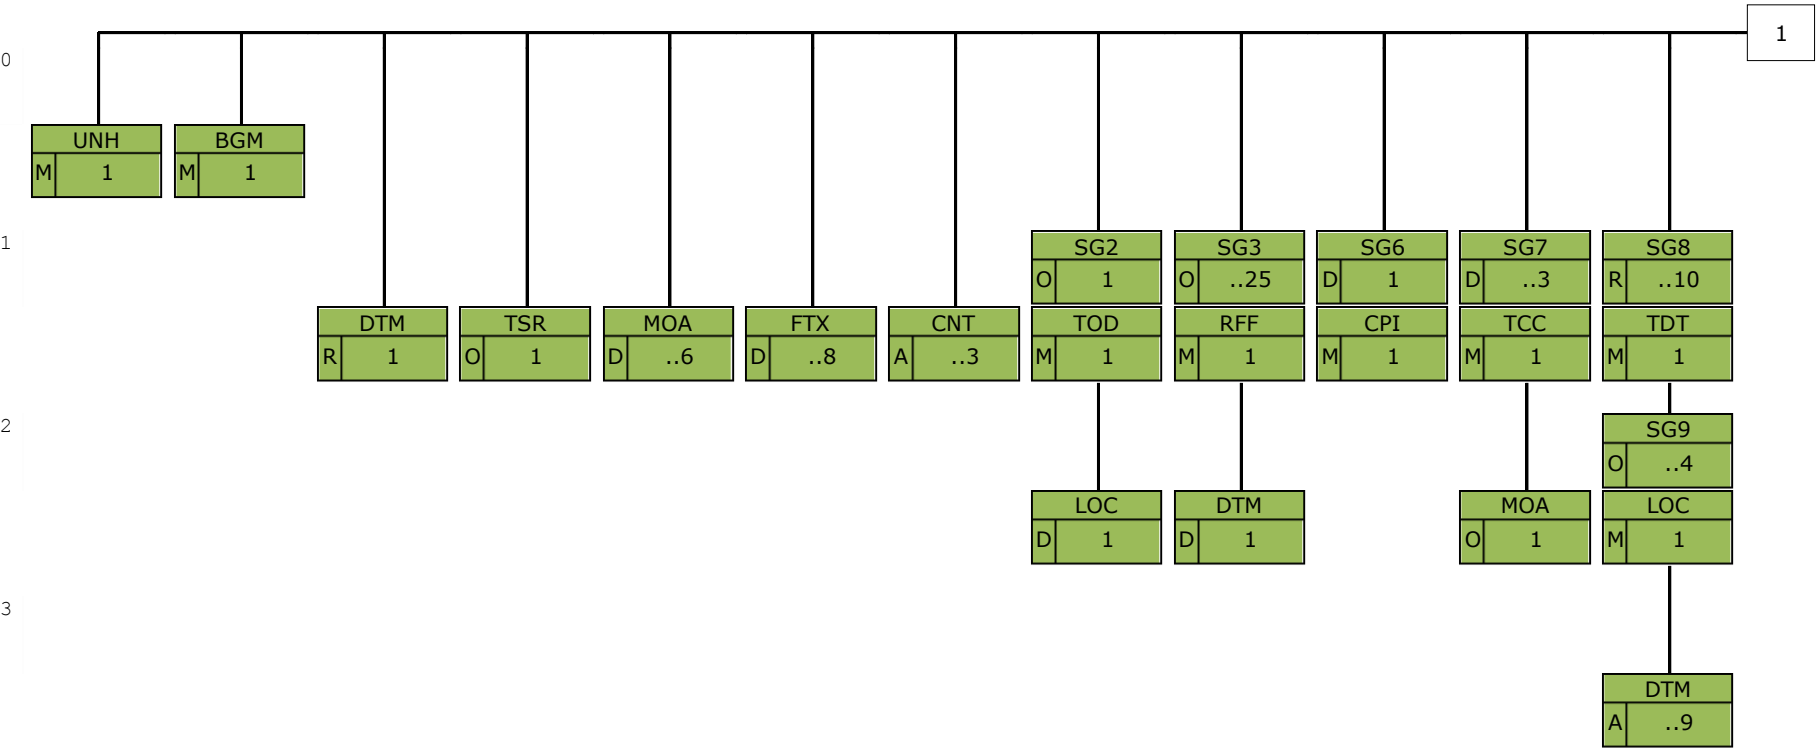 1
0
UNH BGM
M 1 M 1
1
SG2 SG3 SG6 SG7 SG8
O 1 O ..25 D 1 D ..3 R ..10
DTM TSR MOA FTX CNT TOD RFF CPI TCC TDT
R 1 O 1 D ..6 D ..8 A ..3 M 1 M 1 M 1 M 1 M 1
2
SG9
O ..4
LOC DTM MOA LOC
D 1 D 1 O 1 M 1
3
DTM
A ..9